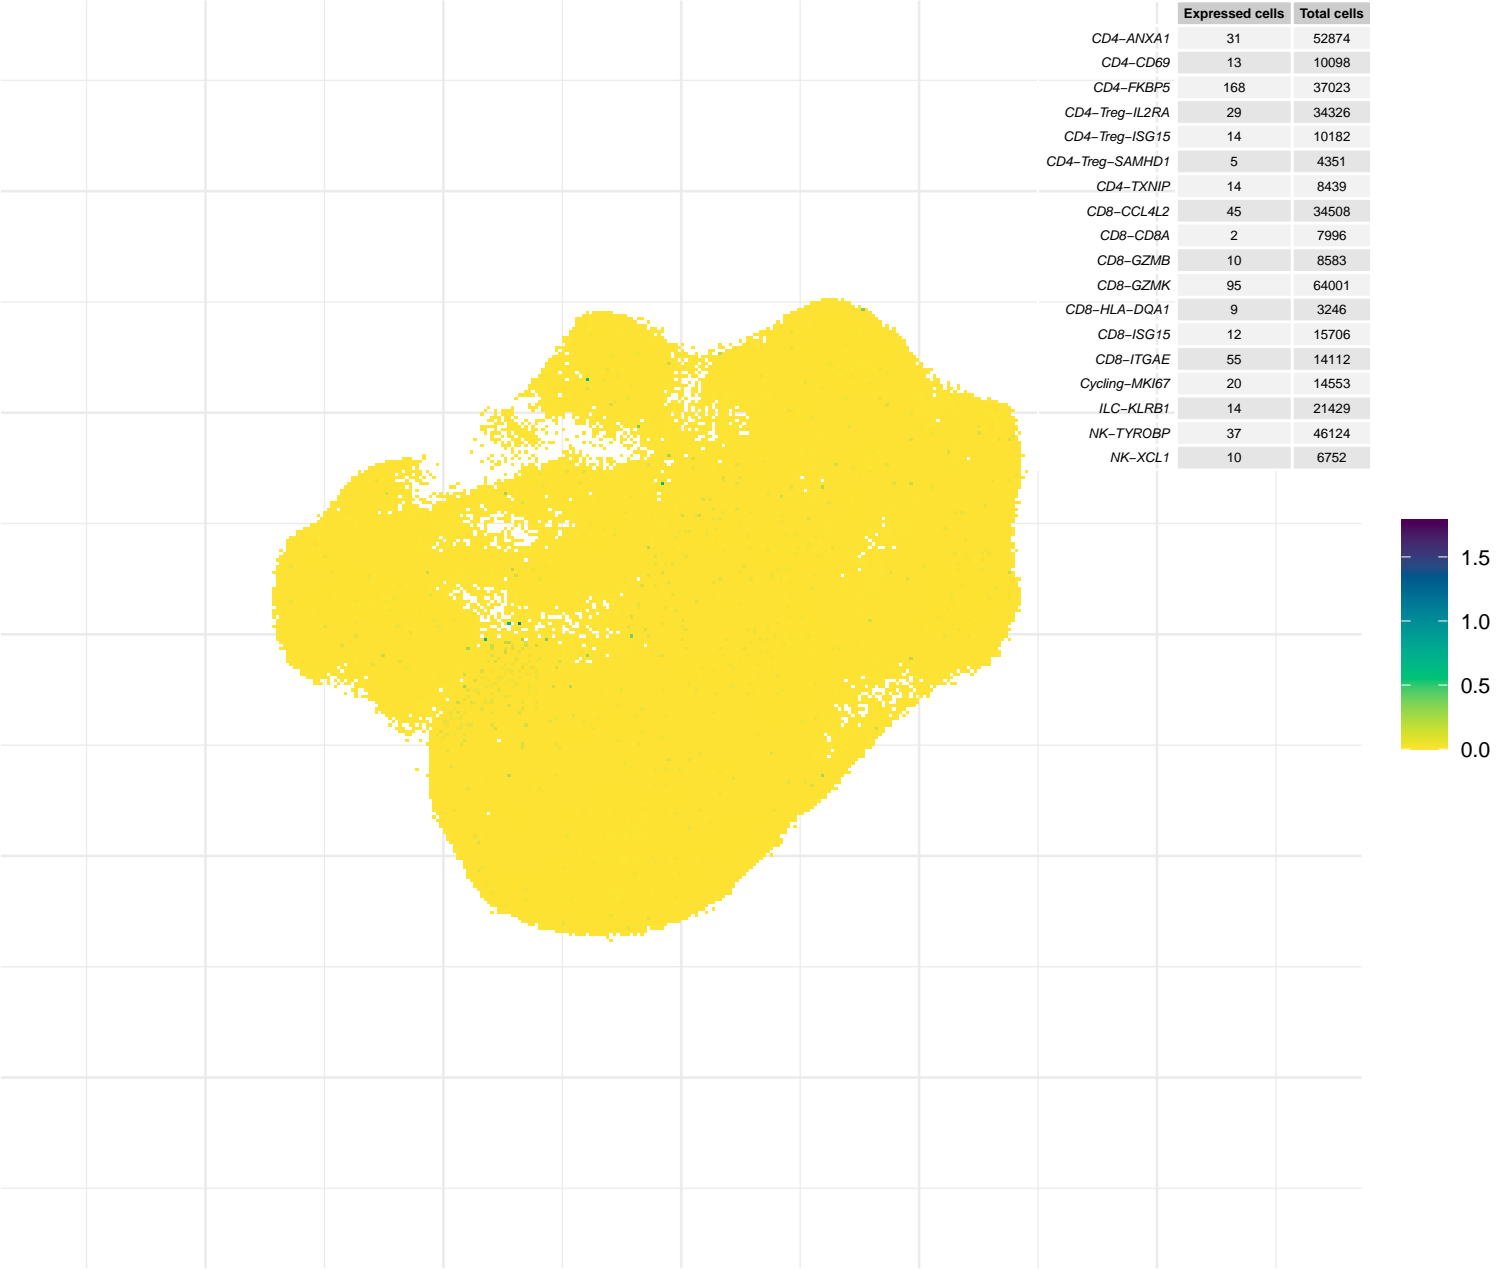 Expressed cells Total cells
CD4−ANXA1 31 52874
CD4−CD69 13 10098
CD4−FKBP5 168 37023
CD4−Treg−IL2RA 29 34326
CD4−Treg−ISG15 14 10182
CD4−Treg−SAMHD1 5 4351
CD4−TXNIP 14 8439
CD8−CCL4L2 45 34508
CD8−CD8A 2 7996
CD8−GZMB 10 8583
CD8−GZMK 95 64001
CD8−HLA−DQA1 9 3246
CD8−ISG15 12 15706
CD8−ITGAE 55 14112
Cycling−MKI67 20 14553
ILC−KLRB1 14 21429
NK−TYROBP 37 46124
NK−XCL1 10 6752
1.5
1.0
0.5
0.0